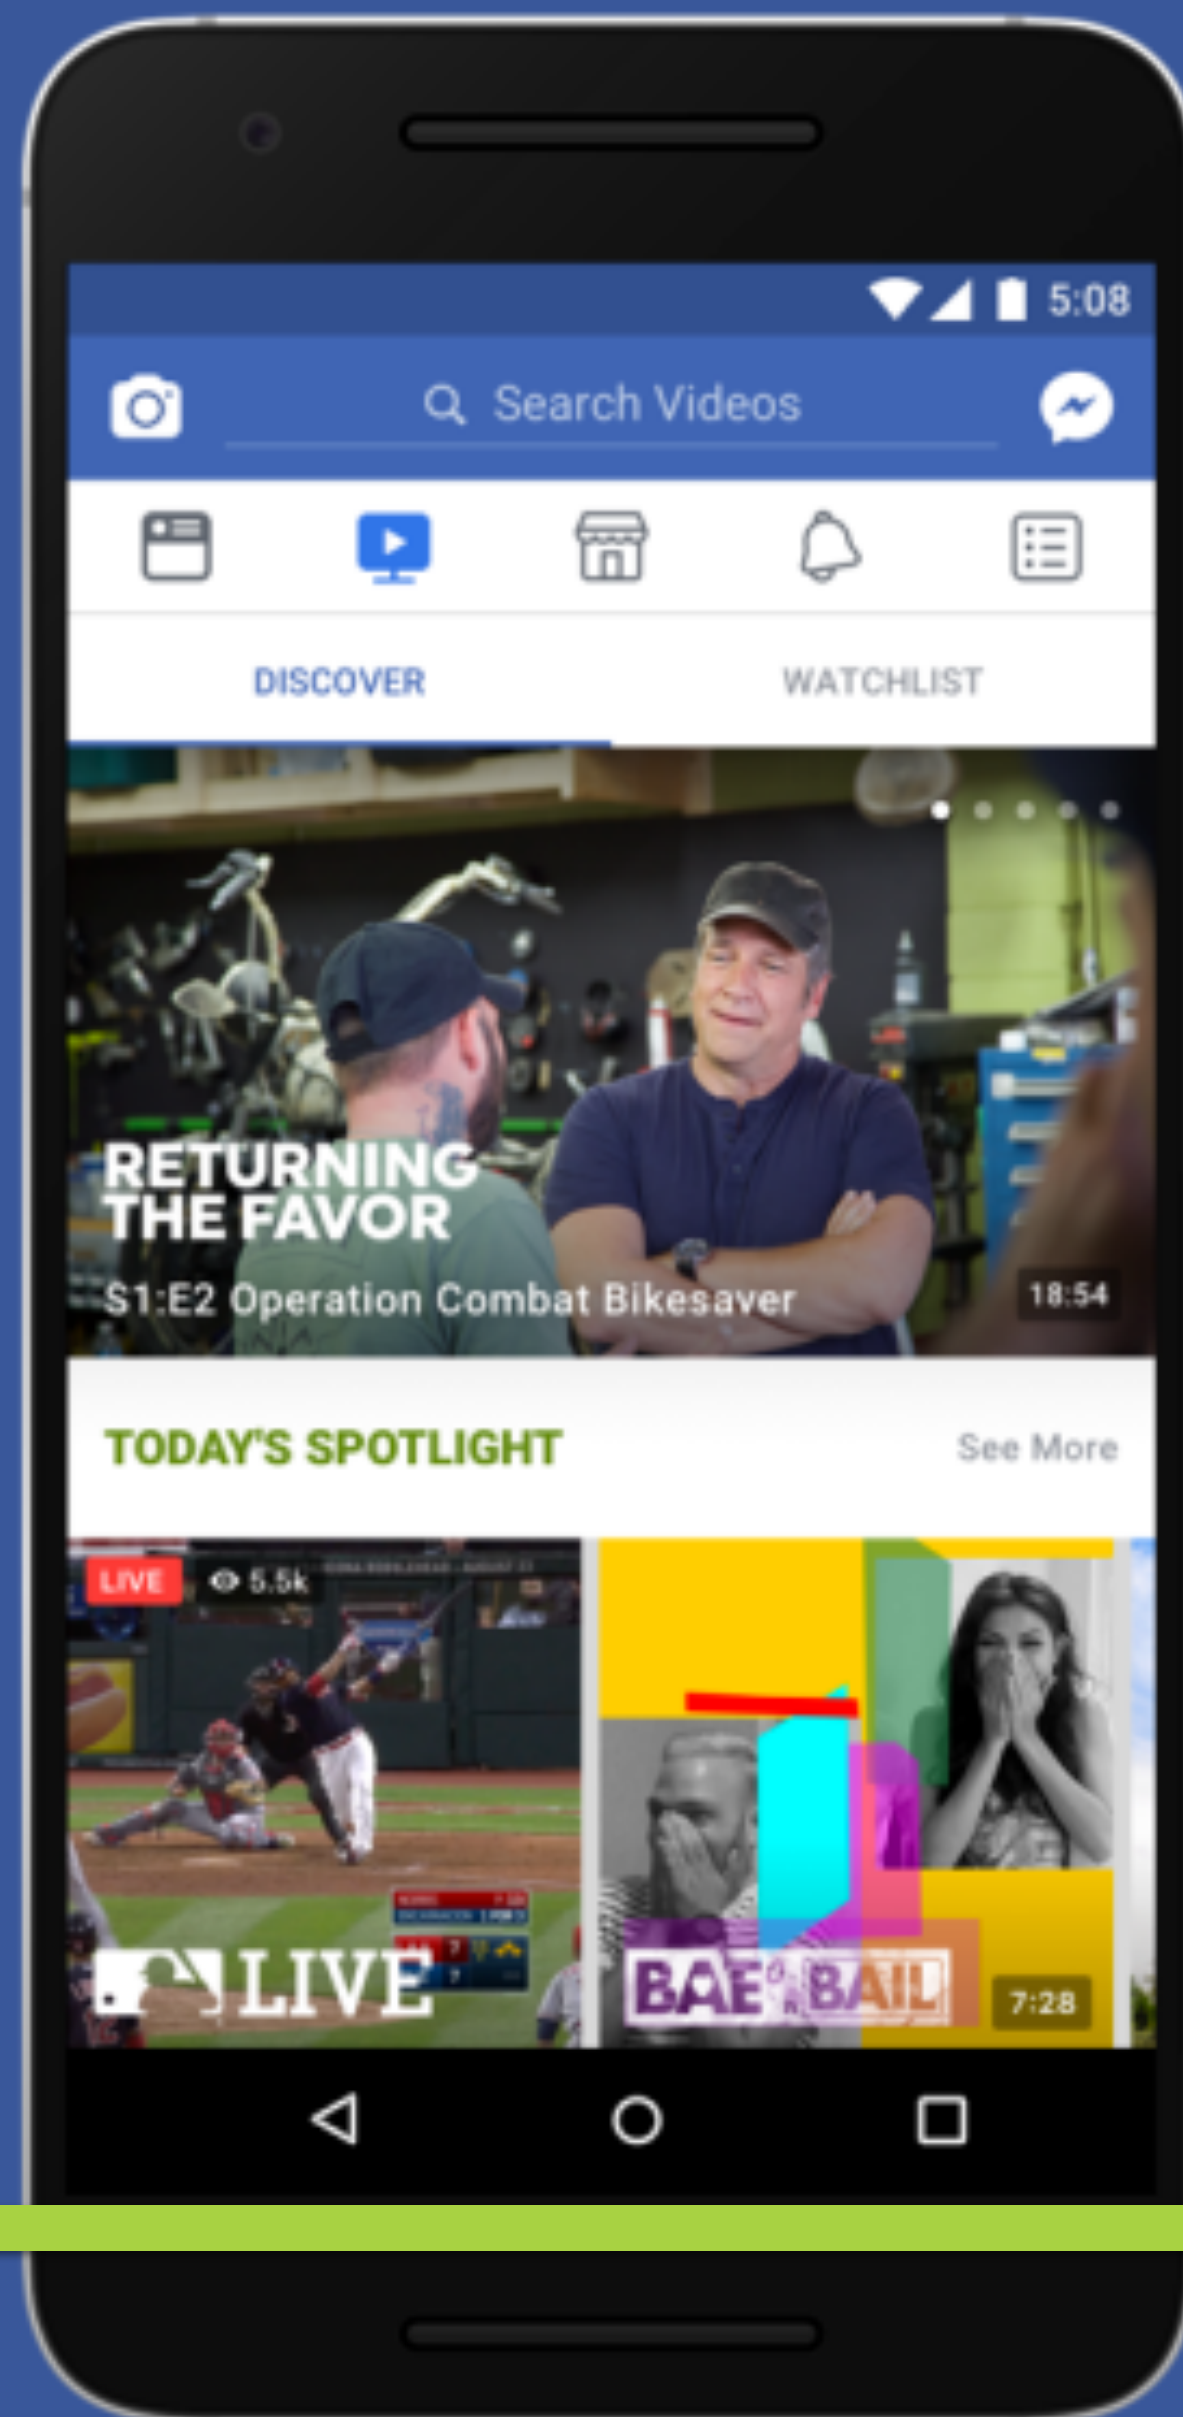 5:08
Search Videos
DISCOVER
WATCHLIST
RETURNING
THE FAVOR
S1:E2 Operation Combat Bikesaver
18:54
TODAY'S SPOTLIGHT
See More
LIVE
5.5k
LIVE
BAE OR BAIL
7:28